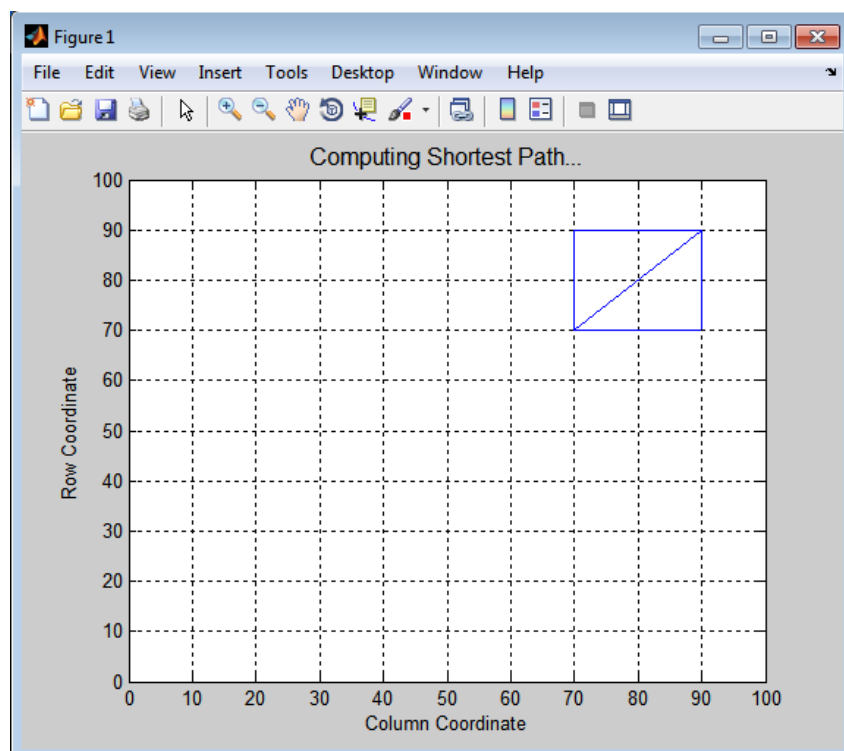 Figure 1
File Edit View Insert Tools Desktop Window Help
Computing Shortest Path...
100
90
80
70
60
50
40
30
20
10
0
Row Coordinate
0 10 20 30 40 50 60 70 80 90 100
Column Coordinate